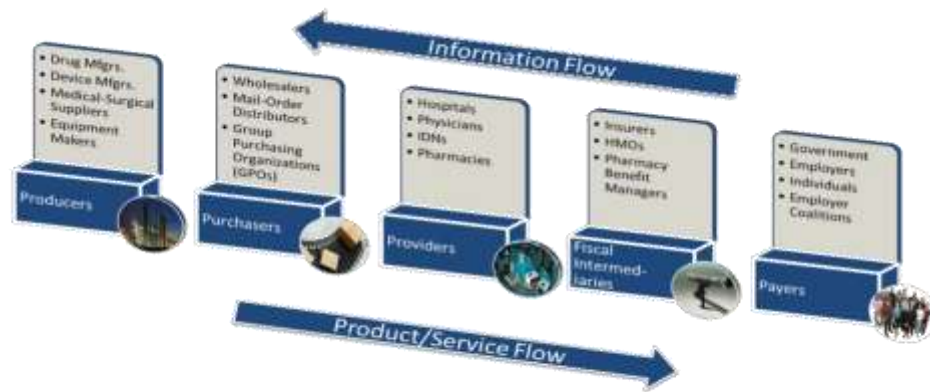 Information Flow
• Drug Mfgrs.
• Device Mfgrs.
• Medical-Surgical
Suppliers
• Equipment
Makers
Producers
• Wholesalers
• Mail-Order
Distributors
• Group
Purchasing
Organizations
(GPOs)
Purchasers
• Hospitals
• Physicians
• IDNs
• Pharmacies
Providers
• Insurers
• HMOs
• Pharmacy
Benefit
Managers
Fiscal
Intermed-
iaries
• Government
• Employers
• Individuals
• Employer
Coalitions
Payers
Product/Service Flow